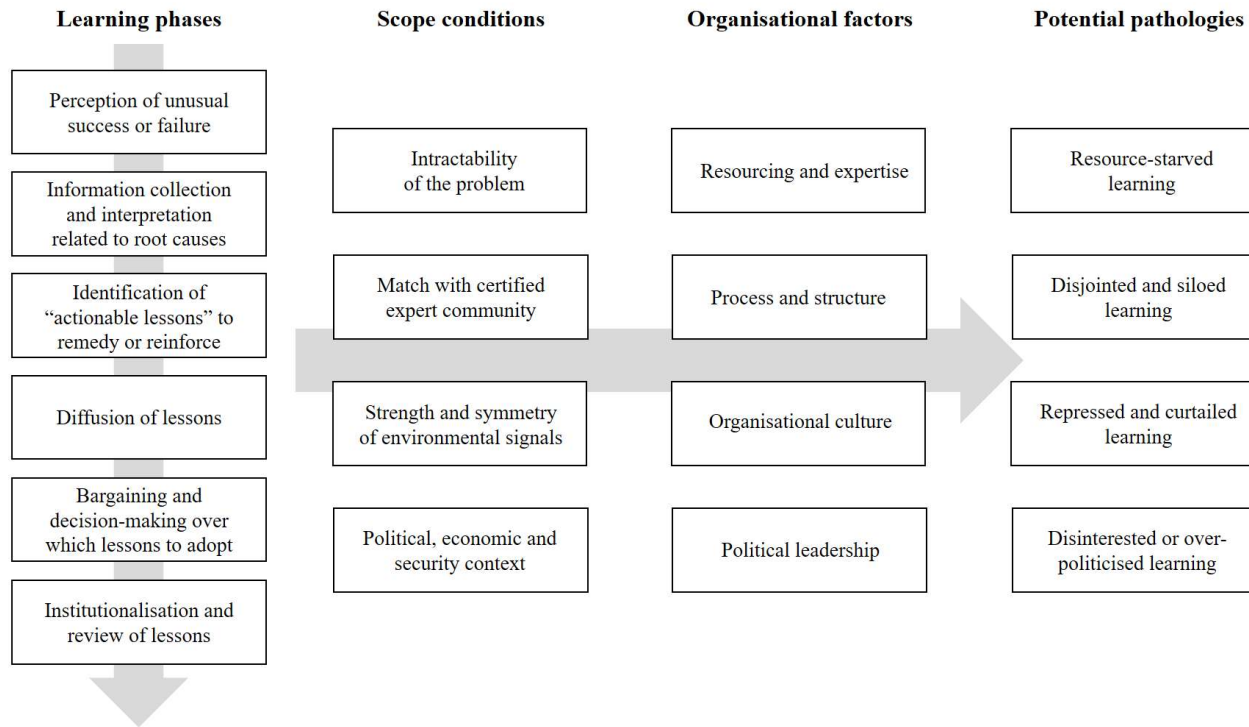 Learning phases
Perception of unusual
success or failure
Information collection
and interpretation
related to root causes
Identification of
“actionable lessons” to
remedy or reinforce
Diffusion of lessons
Bargaining and
decision-making over
which lessons to adopt
Institutionalisation and
review of lessons
Scope conditions
Intractability
of the problem
Match with certified
expert community
Strength and symmetry
of environmental signals
Political, economic and
security context
Organisational factors
Resourcing and expertise
Process and structure
Organisational culture
Political leadership
Potential pathologies
Resource-starved
learning
Disjointed and siloed
learning
Repressed and curtailed
learning
Disinterested or over-
politicised learning